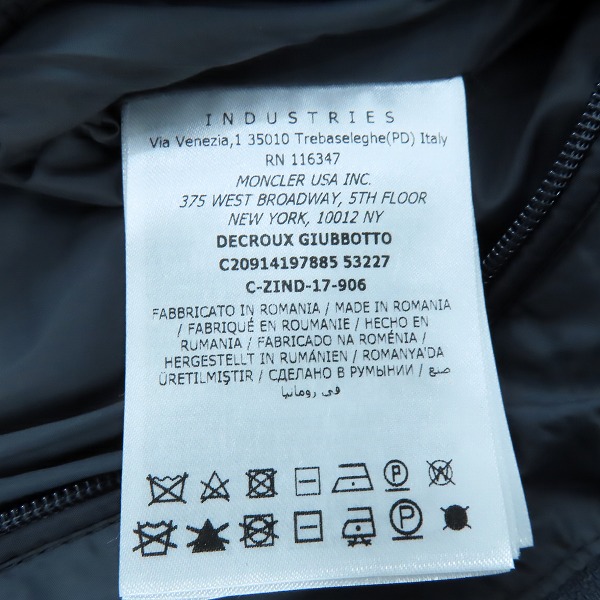 INDUSTRIES
Via Venezia,1 35010 Trebaseleghe(PD) Italy
RN 116347
MONCLER USA INC.
375 WEST BROADWAY, 5TH FLOOR
NEW YORK, 10012 NY
DECROUX GIUBBOTTO
C20914197885 53227
C-ZIND-17-906
FABBRICATO IN ROMANIA / MADE IN ROMANIA
/ FABRIQUÉ EN ROUMANIE / HECHO EN
RUMANIA / FABRICADO NA ROMÉNIA /
HERGESTELLT IN RUMÄNIEN / ROMANYA'DA
ÜRETILMIŞTIR / СДЕЛАНО В РУМЫНИИ / صنع
في رومانيا
P W
P